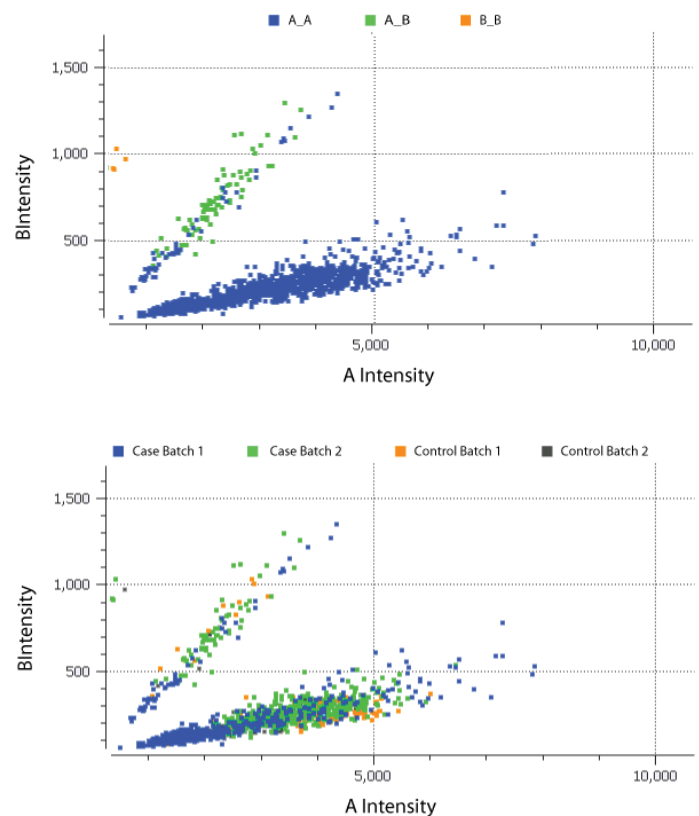 A_A A_B B_B
1,500
1,000
500
BIntensity
5,000 10,000
A Intensity
Case Batch 1 Case Batch 2 Control Batch 1 Control Batch 2
1,500
1,000
500
BIntensity
5,000 10,000
A Intensity